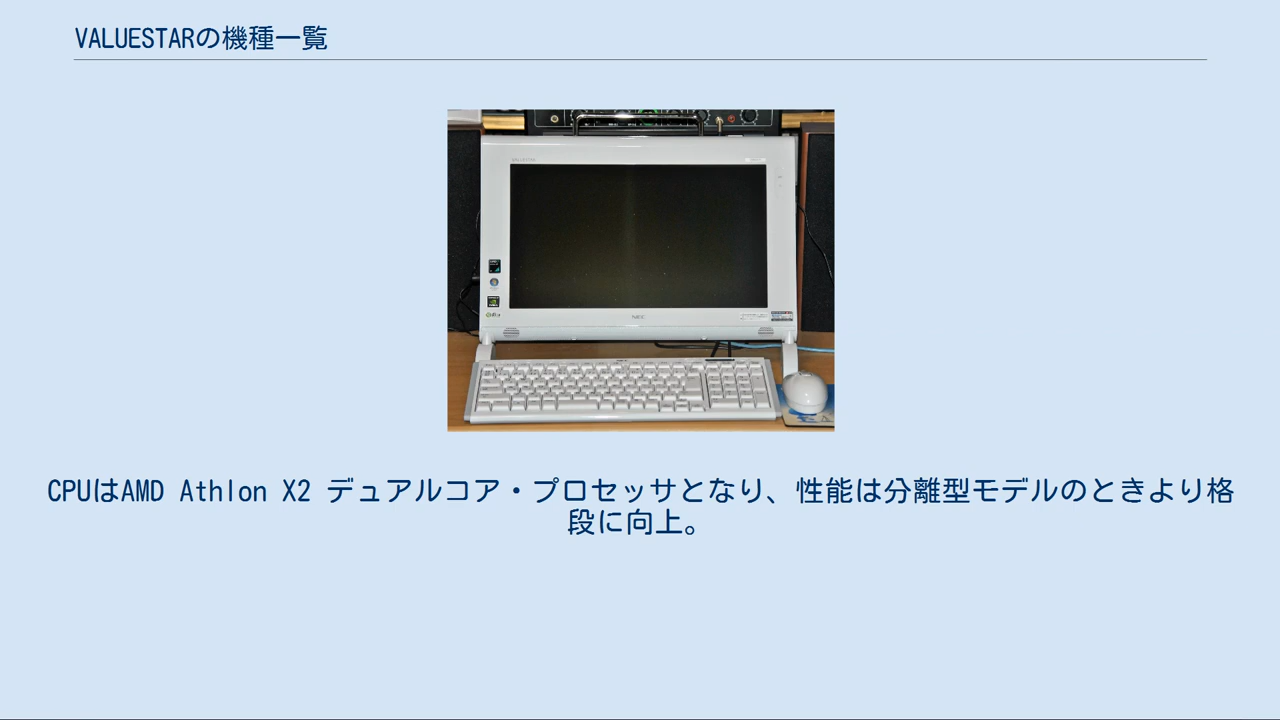 VALUESTARの機種一覧
VALUESTAR
NEC
CPUはAMD Athlon X2 デュアルコア・プロセッサとなり、性能は分離型モデルのときより格
段に向上。